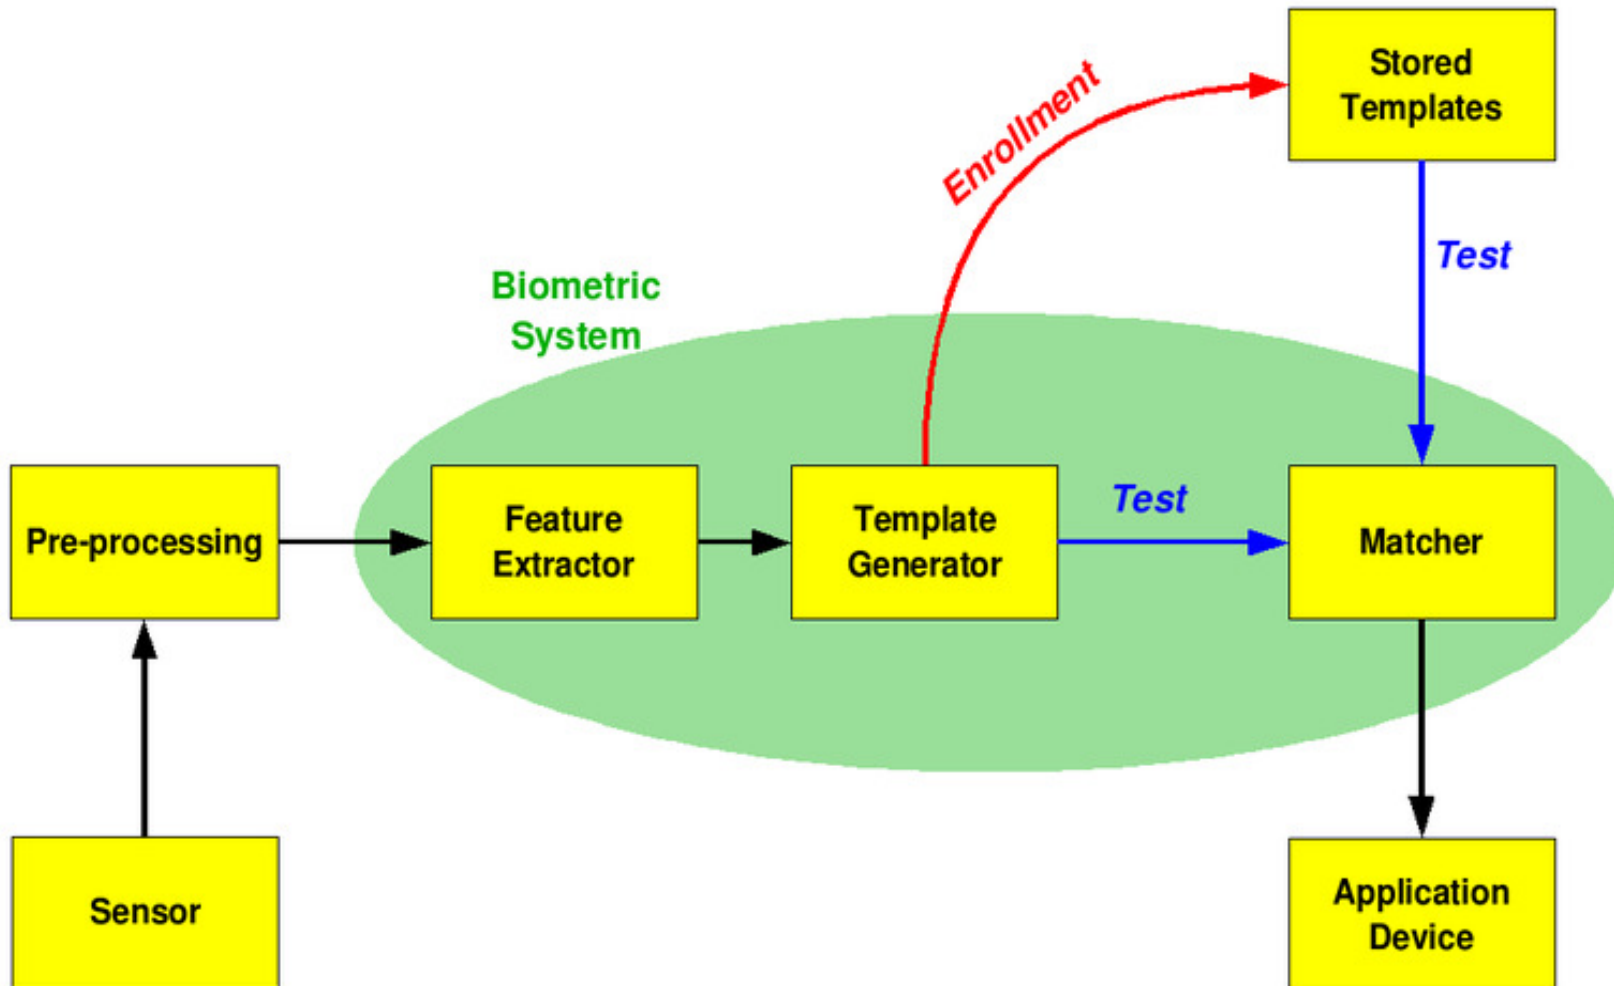 Stored
Templates
Enrollment
Test
Biometric
System
Pre-processing
Feature
Extractor
Template
Generator
Test
Matcher
Sensor
Application
Device